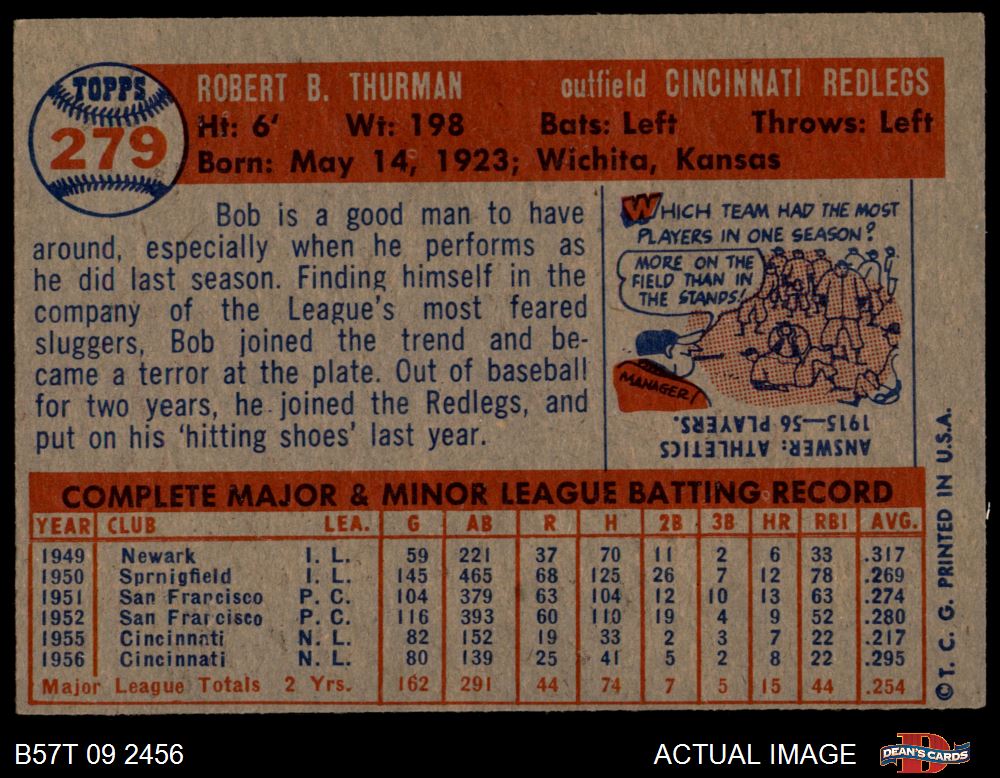 TOPPS
279
ROBERT B. THURMAN outfield CINCINNATI REDLEGS
Ht: 6' Wt: 198 Bats: Left Throws: Left
Born: May 14, 1923; Wichita, Kansas
Bob is a good man to have
around, especially when he performs as
he did last season. Finding himself in the
company of the League's most feared
sluggers, Bob joined the trend and be-
came a terror at the plate. Out of baseball
for two years, he joined the Redlegs, and
put on his 'hitting shoes' last year.
WHICH TEAM HAD THE MOST
PLAYERS IN ONE SEASON?
MORE ON THE
FIELD THAN IN
THE STANDS!
MANAGER!
ANSWER: ATHLETICS
1915—56 PLAYERS.
COMPLETE MAJOR & MINOR LEAGUE BATTING RECORD
YEAR CLUB LEA. G AB R H 2B 3B HR RBI AVG.
1949 Newark I. L. 59 221 37 70 11 2 6 33 .317
1950 Sprnigfield I. L. 145 465 68 125 26 7 12 78 .269
1951 San Francisco P. C. 104 379 63 104 12 10 13 63 .274
1952 San Francisco P. C. 116 393 60 110 19 4 9 52 .280
1955 Cincinnati N. L. 82 152 19 33 2 3 7 22 .217
1956 Cincinnati N. L. 80 139 25 41 5 2 8 22 .295
Major League Totals 2 Yrs. 162 291 44 74 7 5 15 44 .254
© T. C. G. PRINTED IN U.S.A.
B57T 09 2456 ACTUAL IMAGE
DEAN'S CARDS